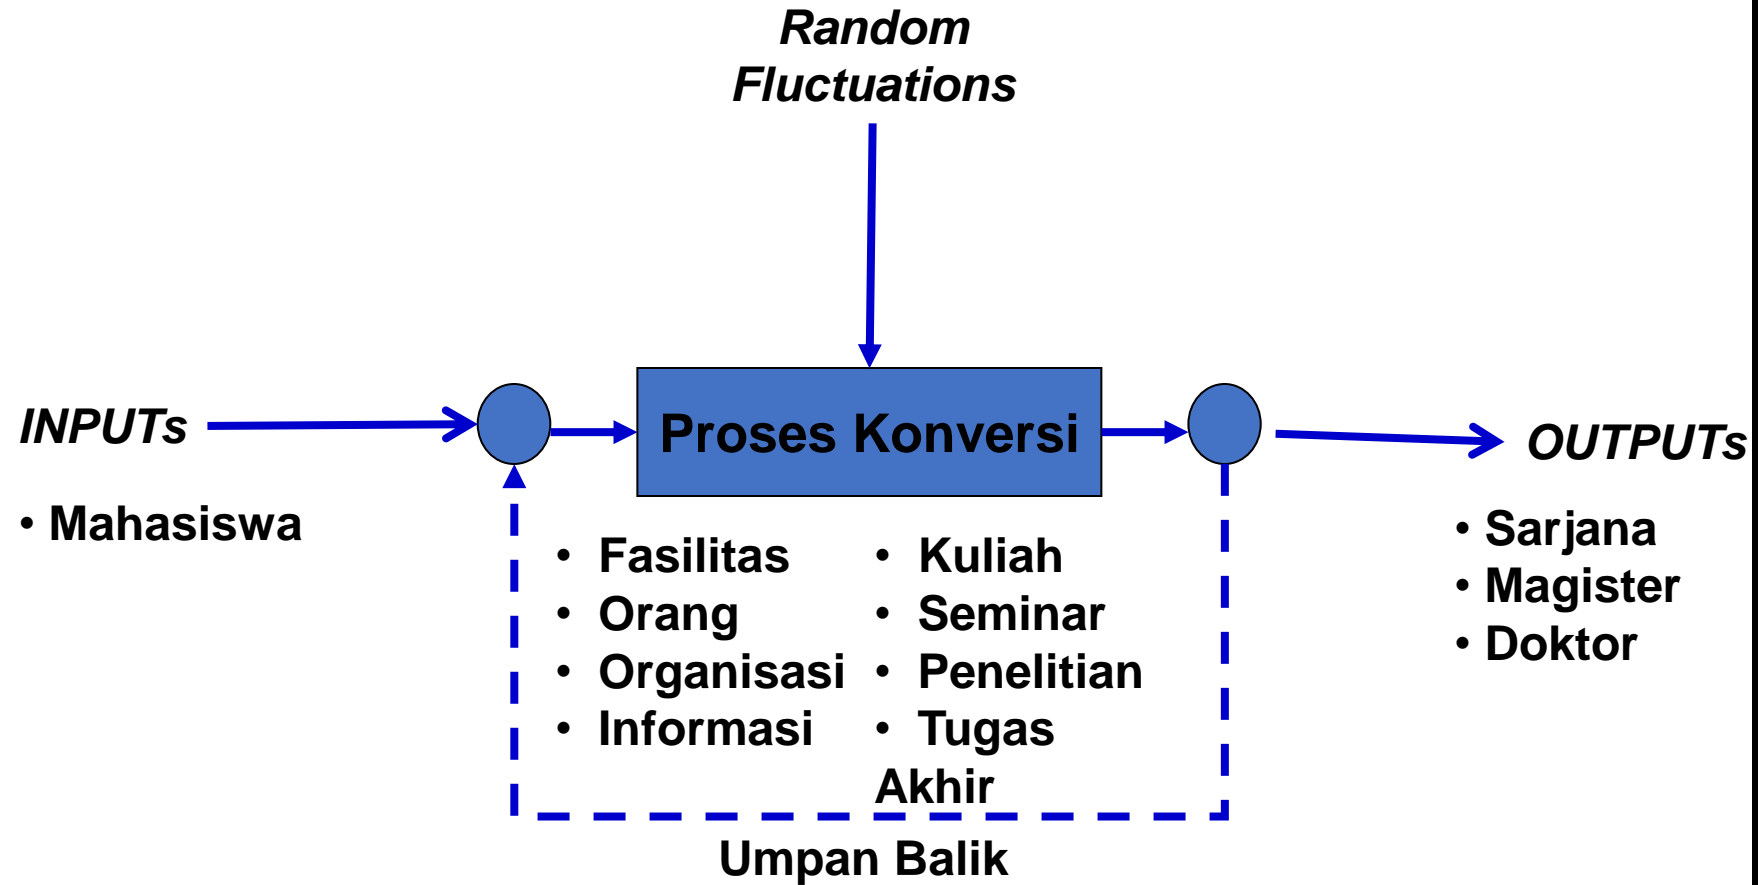 Random
Fluctuations
INPUTs
Proses Konversi
OUTPUTs
• Mahasiswa
• Fasilitas
• Orang
• Organisasi
• Informasi
• Kuliah
• Seminar
• Penelitian
• Tugas
Akhir
• Sarjana
• Magister
• Doktor
Umpan Balik